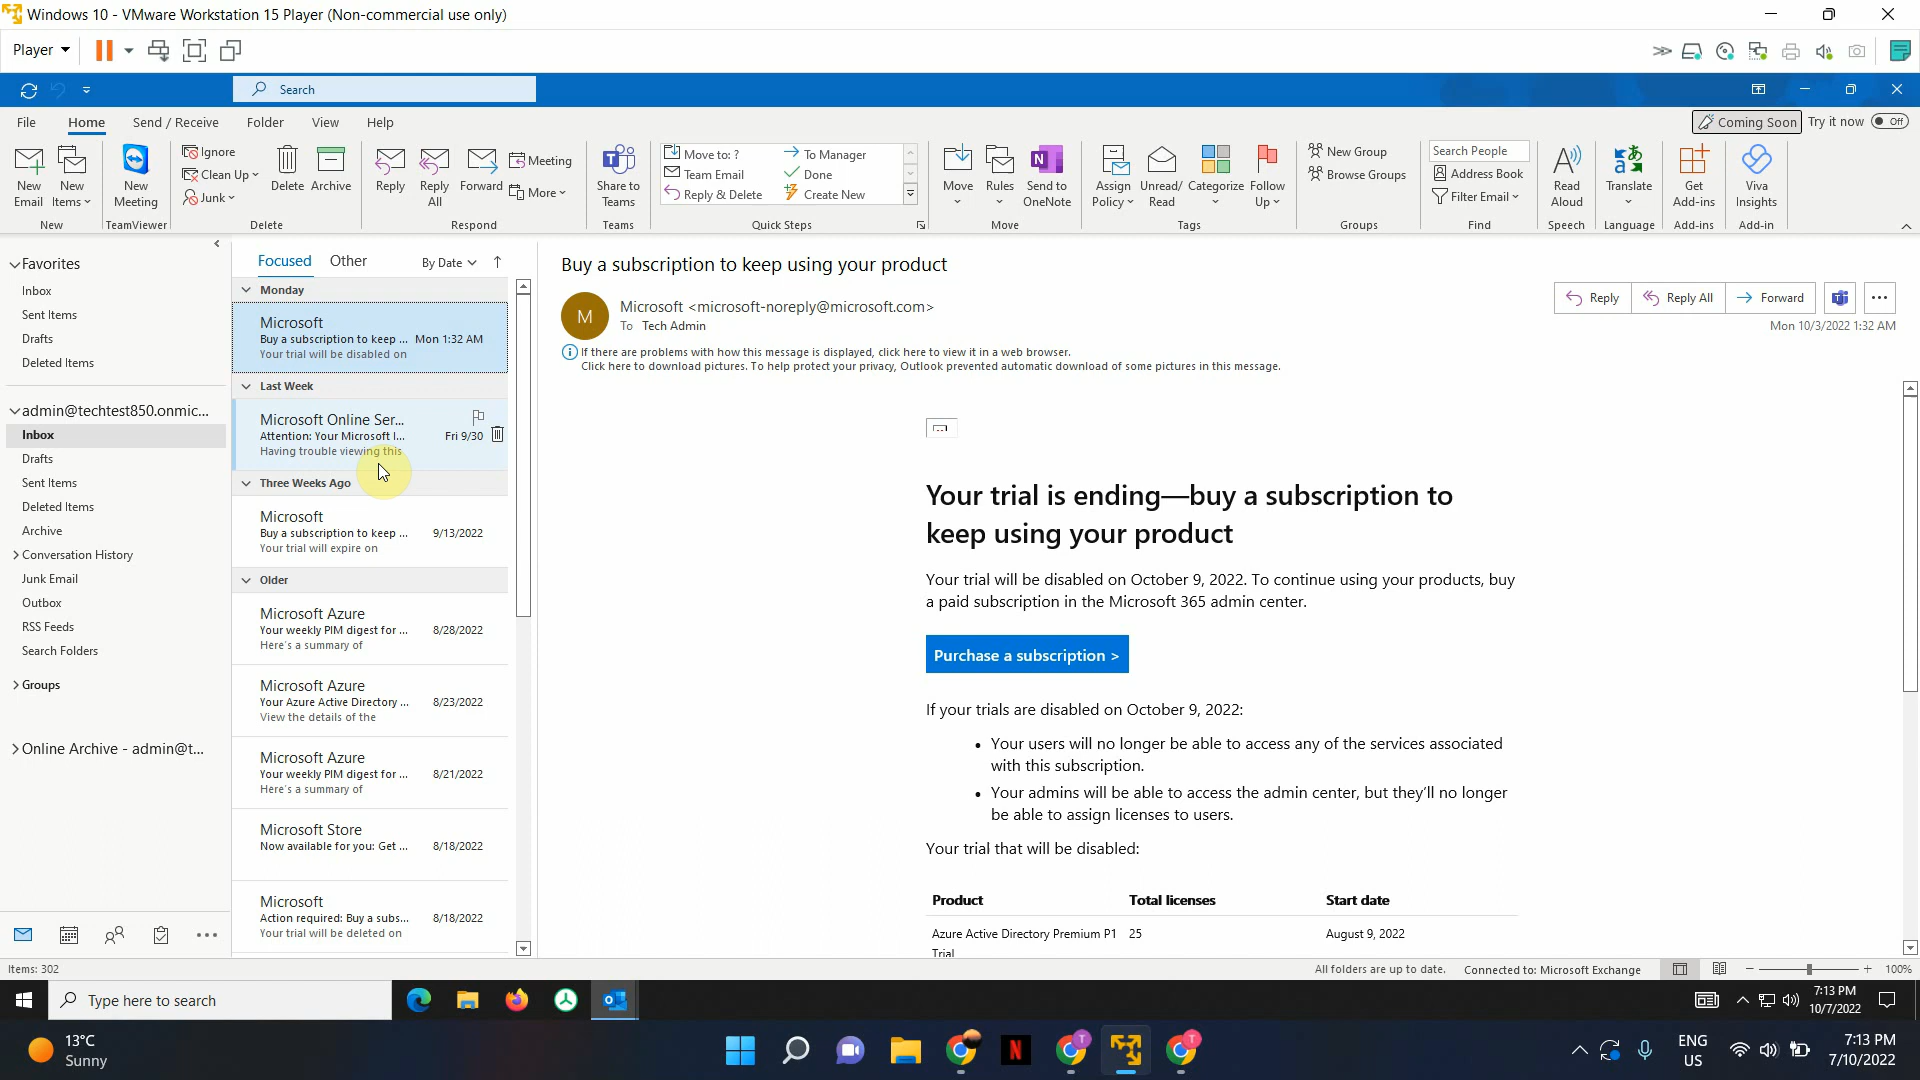 Windows 10 - VMware Workstation 15 Player (Non-commercial use only)
Player
Search
File Home Send / Receive Folder View Help
Coming Soon Try it now Off
New Email
New Items
New
New Meeting
TeamViewer
Ignore
Clean Up
Junk
Delete
Archive
Delete
Reply
Reply All
Forward
Meeting
More
Respond
Share to Teams
Teams
Move to: ?
Team Email
Reply & Delete
To Manager
Done
Create New
Quick Steps
Move
Rules
Send to OneNote
Move
Assign Policy
Unread/ Read
Categorize
Follow Up
Tags
New Group
Browse Groups
Groups
Search People
Address Book
Filter Email
Find
Read Aloud
Speech
Translate
Language
Get Add-ins
Add-ins
Viva Insights
Add-in
Favorites
Inbox
Sent Items
Drafts
Deleted Items
admin@techtest850.onmic...
Inbox
Drafts
Sent Items
Deleted Items
Archive
Conversation History
Junk Email
Outbox
RSS Feeds
Search Folders
Groups
Online Archive - admin@t...
Focused Other By Date
Monday
Microsoft
Buy a subscription to keep ... Mon 1:32 AM
Your trial will be disabled on
Last Week
Microsoft Online Ser...
Attention: Your Microsoft I... Fri 9/30
Having trouble viewing this
Three Weeks Ago
Microsoft
Buy a subscription to keep ... 9/13/2022
Your trial will expire on
Older
Microsoft Azure
Your weekly PIM digest for ... 8/28/2022
Here's a summary of
Microsoft Azure
Your Azure Active Directory ... 8/23/2022
View the details of the
Microsoft Azure
Your weekly PIM digest for ... 8/21/2022
Here's a summary of
Microsoft Store
Now available for you: Get ... 8/18/2022
Microsoft
Action required: Buy a subs... 8/18/2022
Your trial will be deleted on
Buy a subscription to keep using your product
M
Microsoft <microsoft-noreply@microsoft.com>
To Tech Admin
Reply Reply All Forward
Mon 10/3/2022 1:32 AM
If there are problems with how this message is displayed, click here to view it in a web browser.
Click here to download pictures. To help protect your privacy, Outlook prevented automatic download of some pictures in this message.
Your trial is ending—buy a subscription to
keep using your product
Your trial will be disabled on October 9, 2022. To continue using your products, buy
a paid subscription in the Microsoft 365 admin center.
Purchase a subscription >
If your trials are disabled on October 9, 2022:
• Your users will no longer be able to access any of the services associated
with this subscription.
• Your admins will be able to access the admin center, but they'll no longer
be able to assign licenses to users.
Your trial that will be disabled:
Product Total licenses Start date
Azure Active Directory Premium P1 25 August 9, 2022
Trial
Items: 302
All folders are up to date. Connected to: Microsoft Exchange 100%
Type here to search
7:13 PM
10/7/2022
13°C
Sunny
ENG
US
7:13 PM
7/10/2022